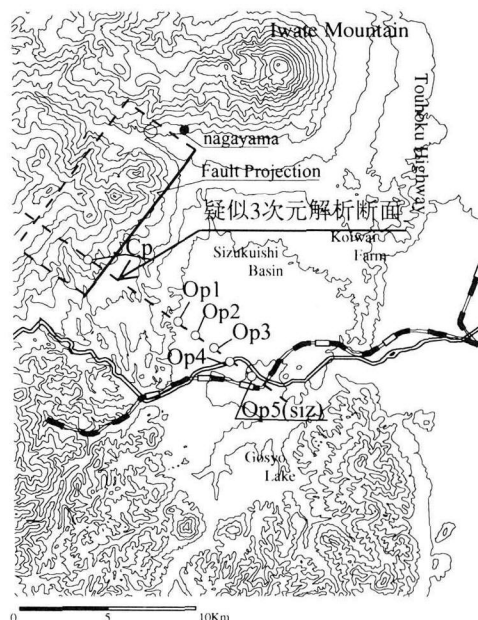 Iwate Mountain
Touhoku Highway
nagayama
Fault Projection
疑似3次元解析断面
Cp
Sizukuishi
Basin
Koiwai
Farm
Op1
Op2
Op3
Op4
Op5(siz)
Gosyo
Lake
0 5 10Km